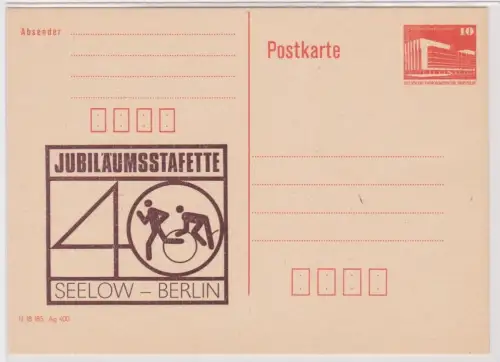 Absender
Postkarte
10
JUBILÄUMSSTAFETTE
40
SEELOW – BERLIN